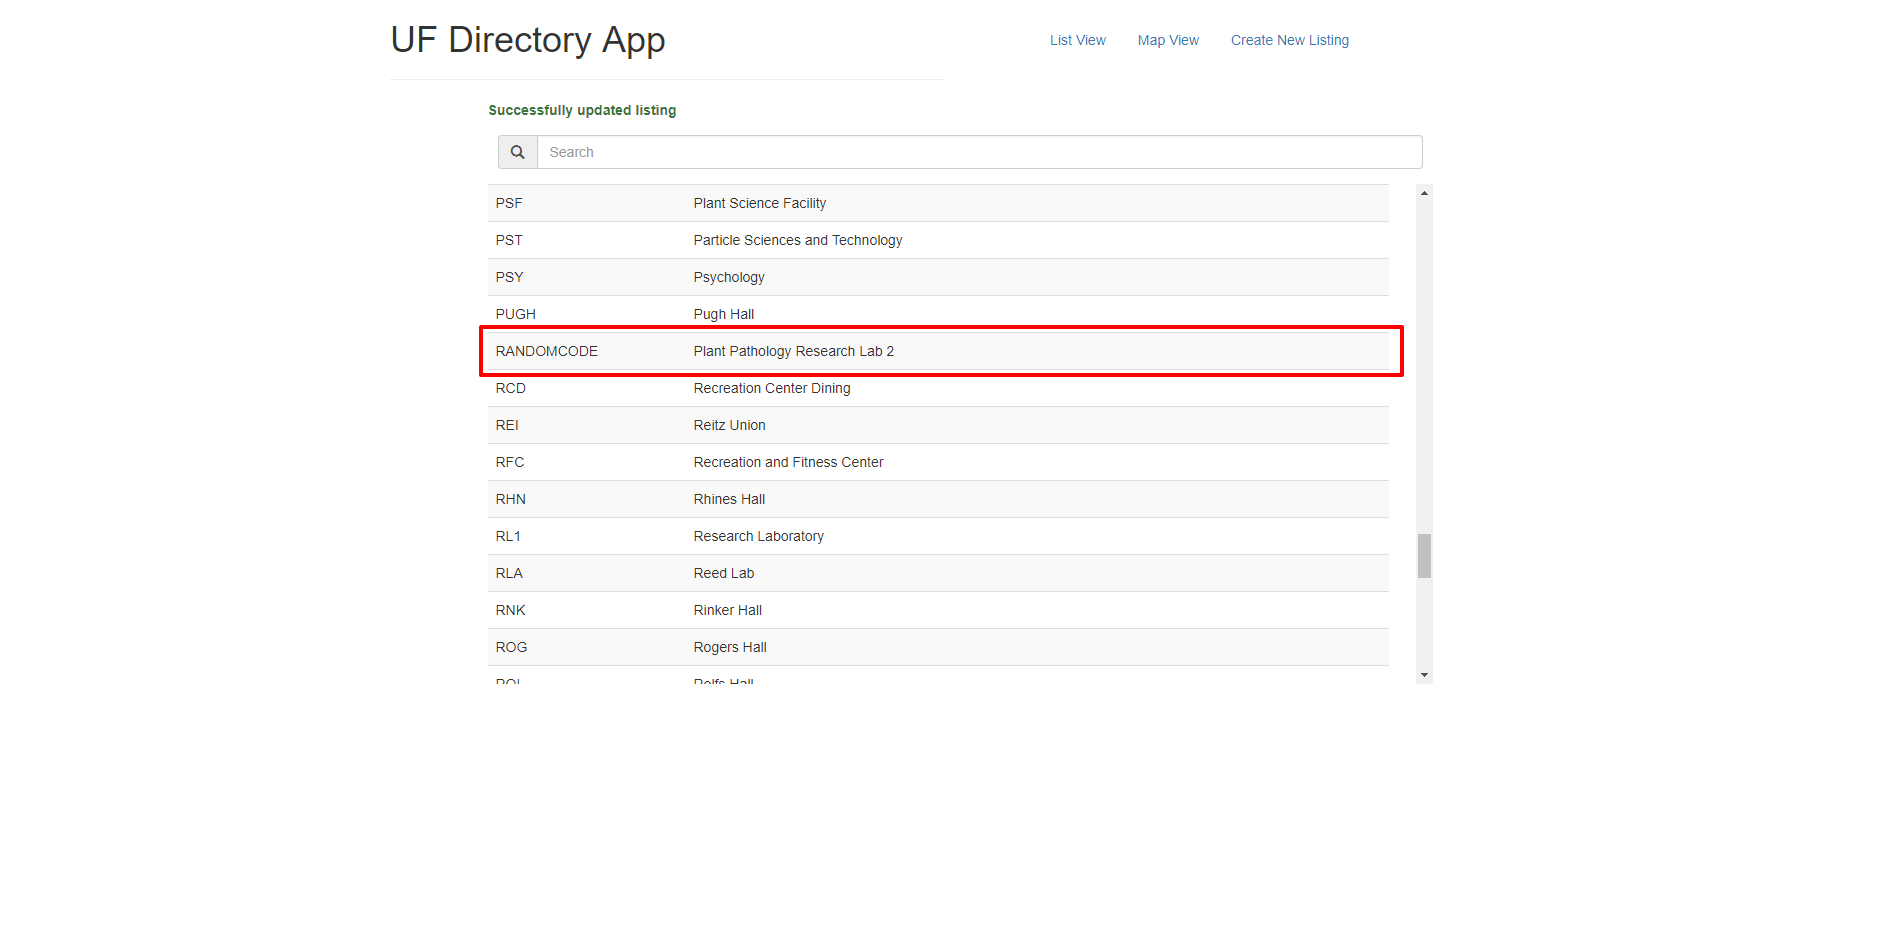 UF Directory App
List View Map View Create New Listing
Successfully updated listing
Search
PSF Plant Science Facility
PST Particle Sciences and Technology
PSY Psychology
PUGH Pugh Hall
RANDOMCODE Plant Pathology Research Lab 2
RCD Recreation Center Dining
REI Reitz Union
RFC Recreation and Fitness Center
RHN Rhines Hall
RL1 Research Laboratory
RLA Reed Lab
RNK Rinker Hall
ROG Rogers Hall
Rolfs Hall